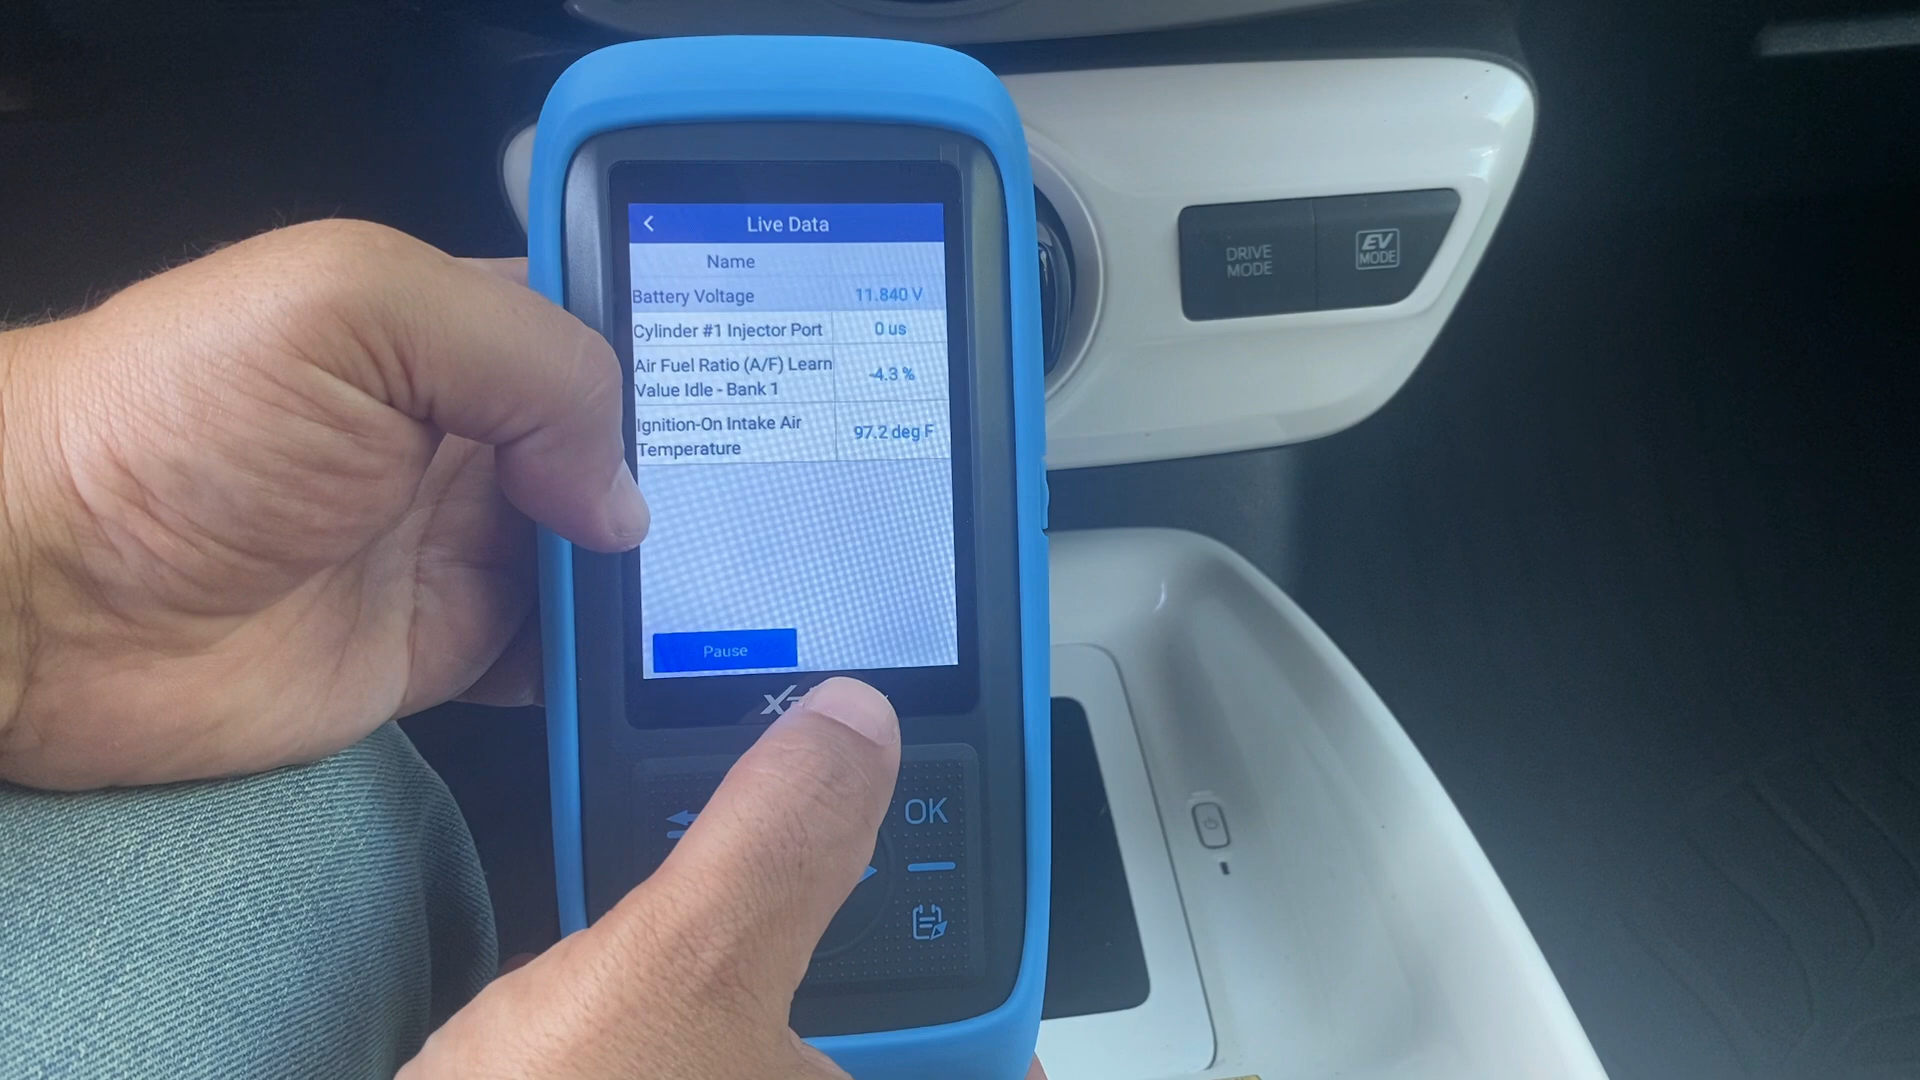 Live Data
Name
Battery Voltage 11.840 V
Cylinder #1 Injector Port 0 us
Air Fuel Ratio (A/F) Learn
Value Idle - Bank 1 -4.3 %
Ignition-On Intake Air
Temperature 97.2 deg F
Pause
OK
DRIVE
MODE
EV
MODE